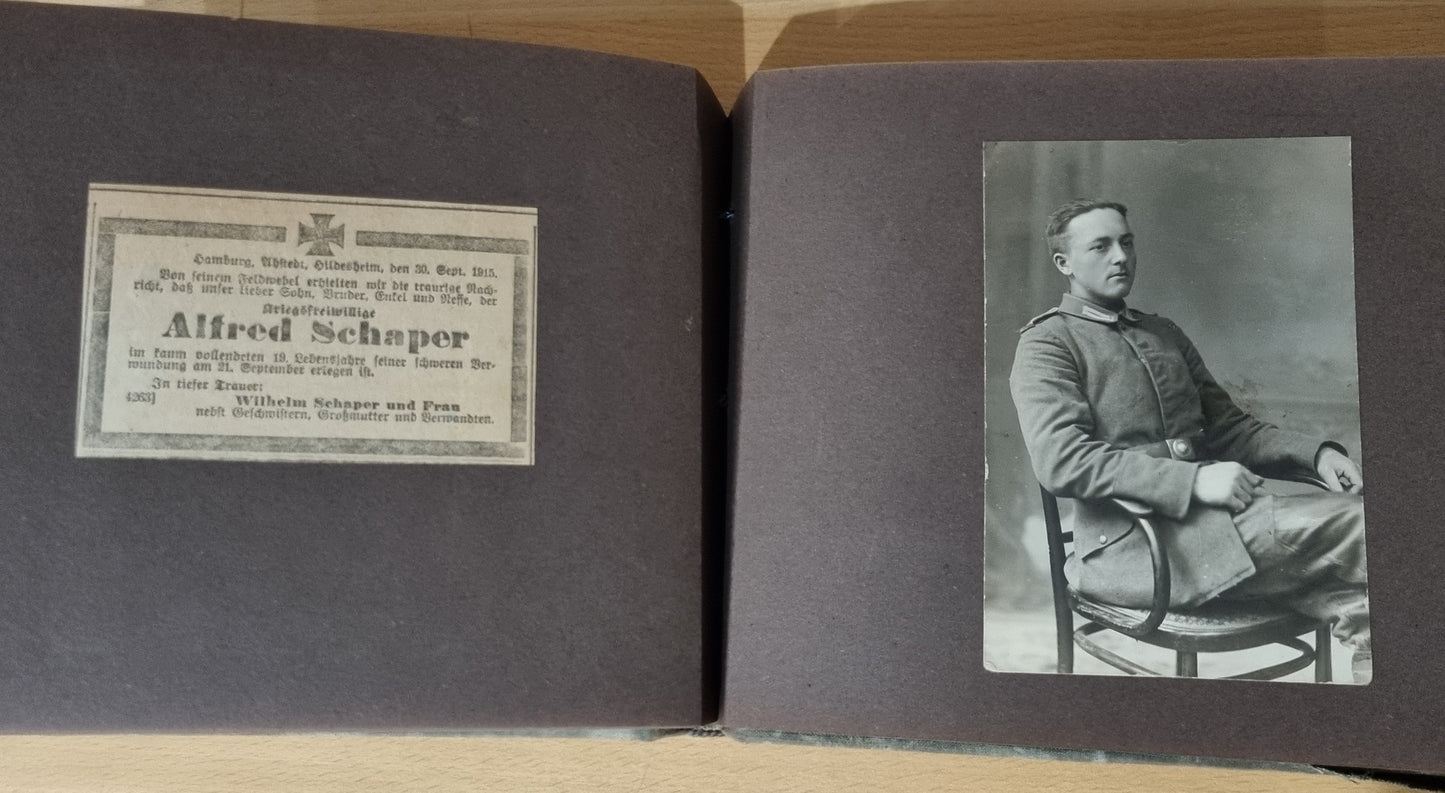 Hamburg, Ahstedt, Hildesheim, den 30. Sept. 1915.
Von seinem Feldwebel erhielten wir die traurige Nach-
richt, daß unser lieber Sohn, Bruder, Enkel und Neffe, der
Kriegsfreiwillige
Alfred Schaper
im kaum vollendeten 19. Lebensjahre seiner schweren Ver-
wundung am 21. September erlegen ist.
In tiefer Trauer:
4263] Wilhelm Schaper und Frau
nebst Geschwistern, Großmutter und Verwandten.